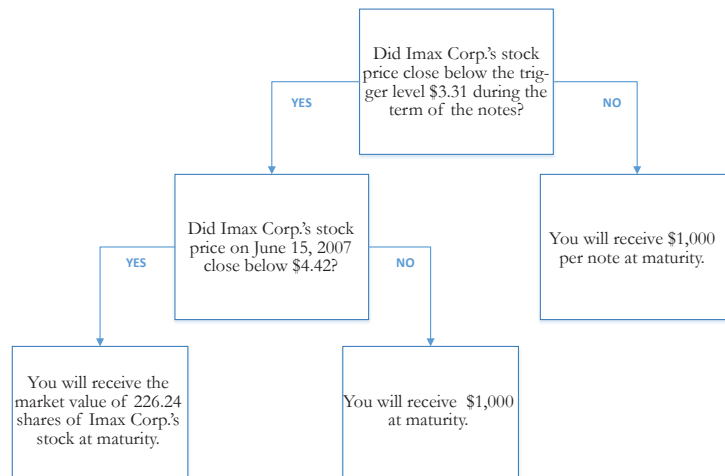 Did Imax Corp.'s stock
price close below the trig-
ger level $3.31 during the
term of the notes?
YES
NO
Did Imax Corp.'s stock
price on June 15, 2007
close below $4.42?
You will receive $1,000
per note at maturity.
YES
NO
You will receive the
market value of 226.24
shares of Imax Corp.'s
stock at maturity.
You will receive $1,000
at maturity.